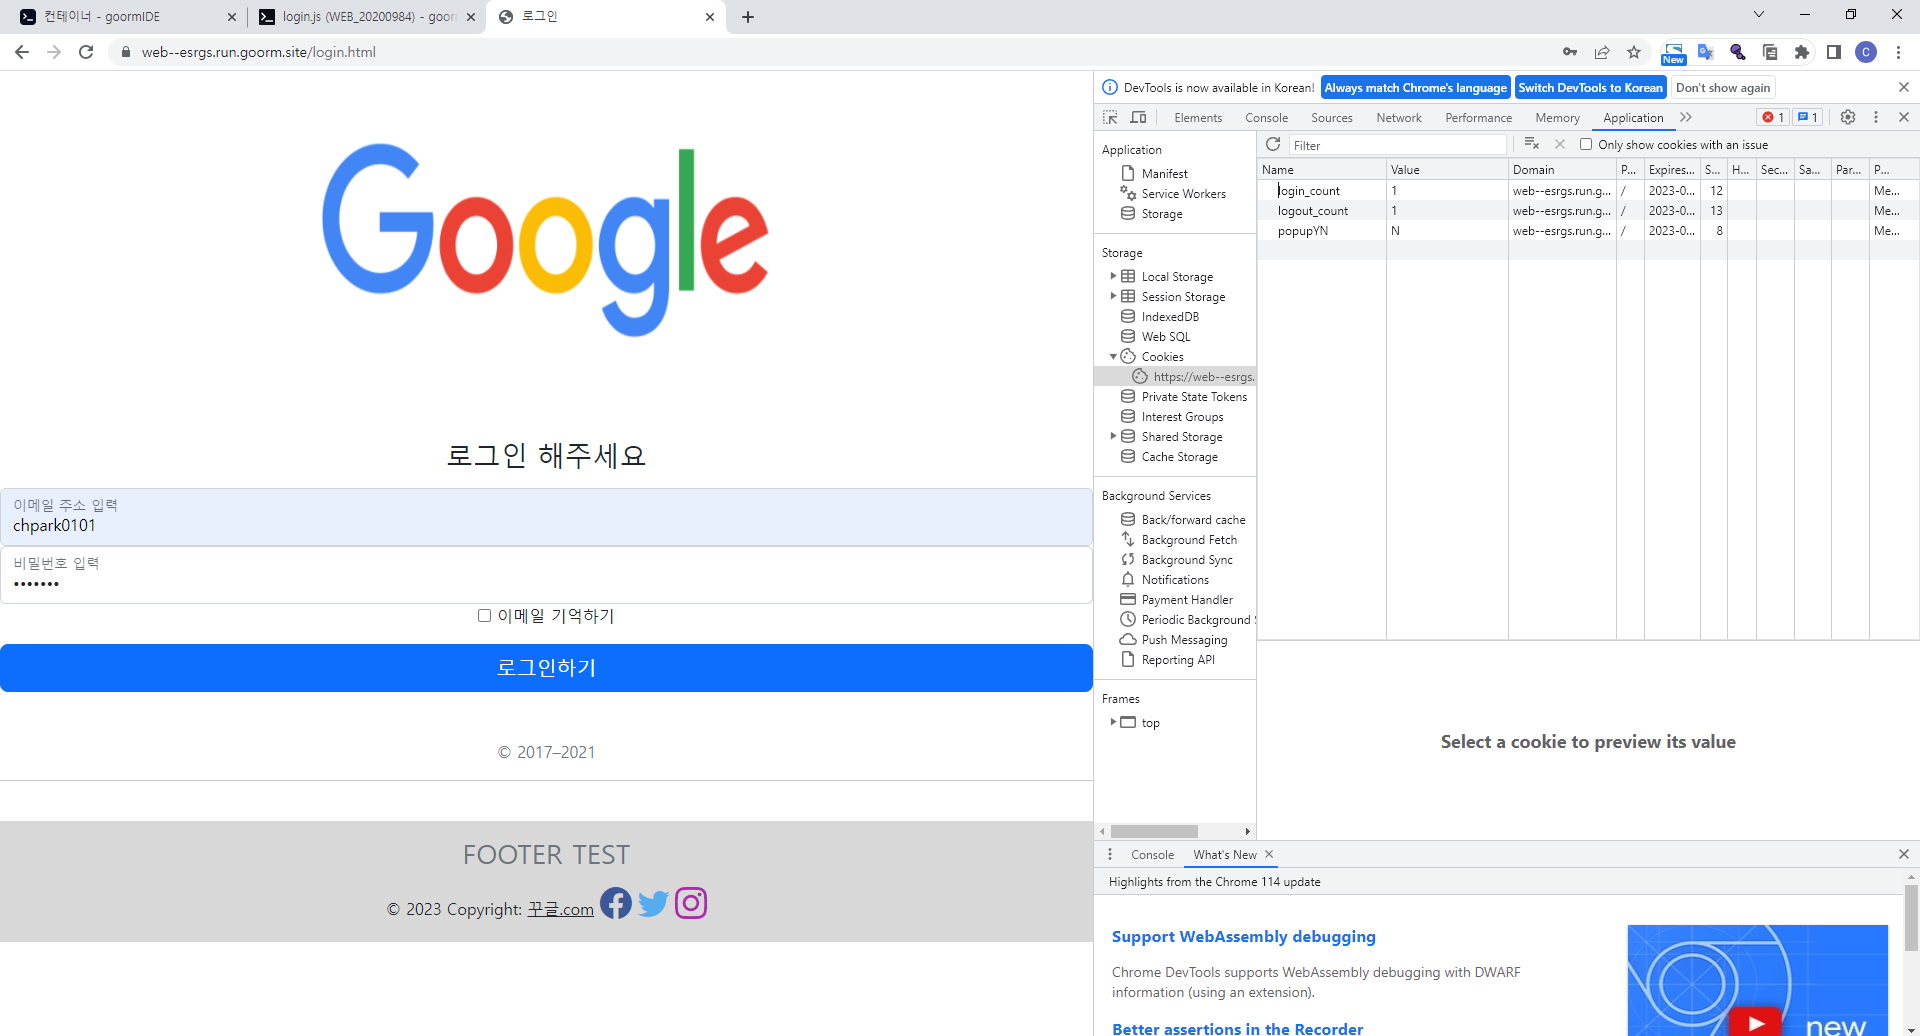 컨테이너 - goormIDE
login.js (WEB_20200984) - goorm
로그인
web--esrgs.run.goorm.site/login.html
New
C
Google
로그인 해주세요
이메일 주소 입력
chpark0101
비밀번호 입력
•••••••
이메일 기억하기
로그인하기
© 2017–2021
FOOTER TEST
© 2023 Copyright: 꾸글.com
DevTools is now available in Korean!
Always match Chrome's language
Switch DevTools to Korean
Don't show again
Elements
Console
Sources
Network
Performance
Memory
Application
1
1
Application
Manifest
Service Workers
Storage
Storage
Local Storage
Session Storage
IndexedDB
Web SQL
Cookies
https://web--esrgs.
Private State Tokens
Interest Groups
Shared Storage
Cache Storage
Background Services
Back/forward cache
Background Fetch
Background Sync
Notifications
Payment Handler
Periodic Background
Push Messaging
Reporting API
Frames
top
Filter
Only show cookies with an issue
Name Value Domain P... Expires... S... H... Sec... Sa... Par... P...
login_count 1 web--esrgs.run.g... / 2023-0... 12 Me...
logout_count 1 web--esrgs.run.g... / 2023-0... 13 Me...
popupYN N web--esrgs.run.g... / 2023-0... 8 Me...
Select a cookie to preview its value
Console
What's New
Highlights from the Chrome 114 update
Support WebAssembly debugging
Chrome DevTools supports WebAssembly debugging with DWARF
information (using an extension).
Better assertions in the Recorder
new